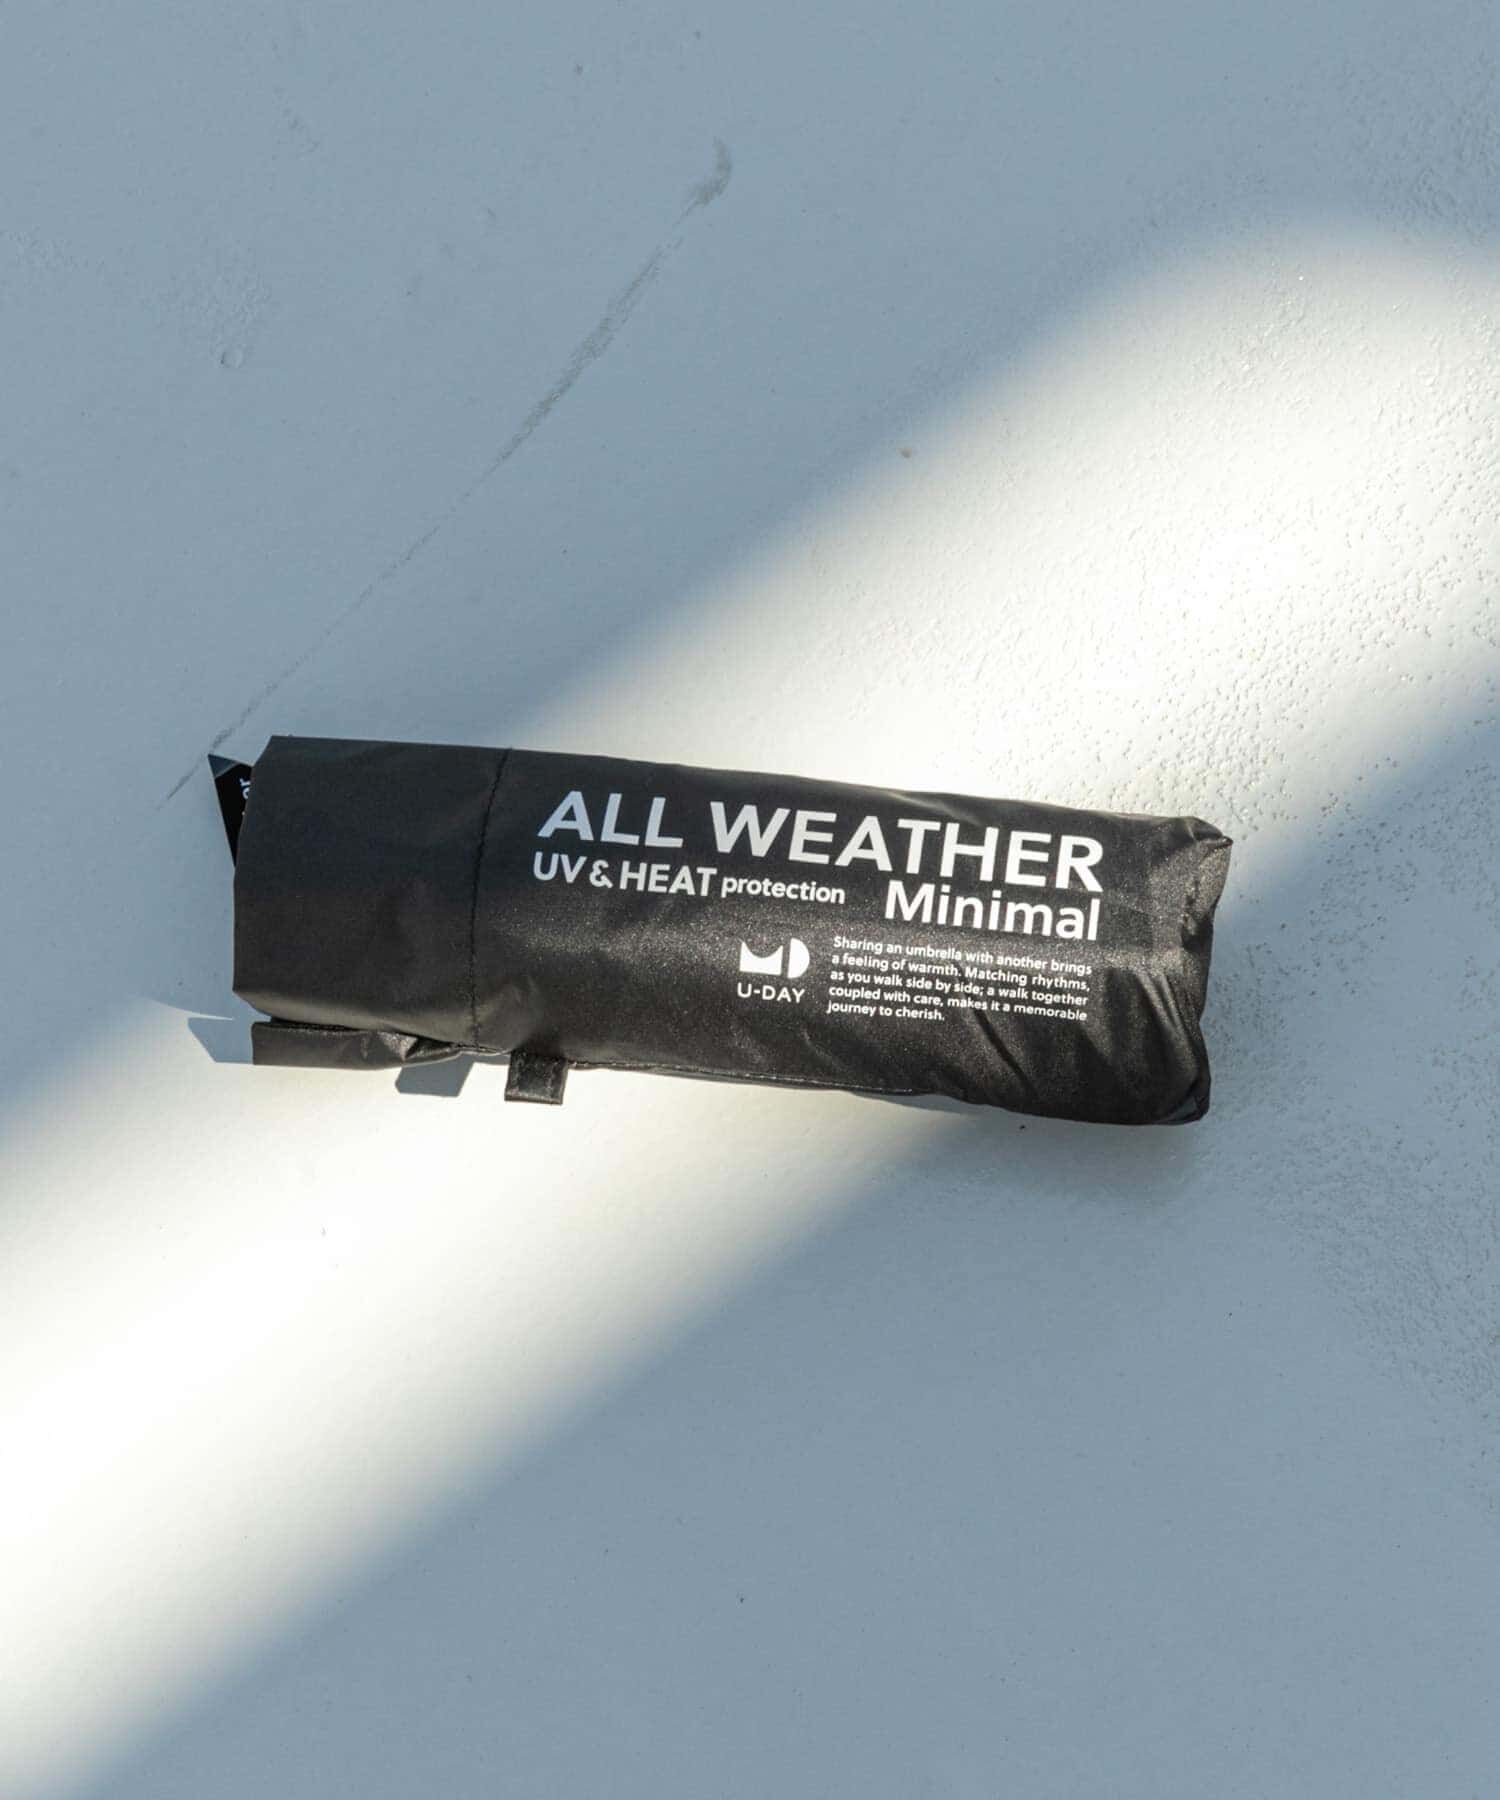 ALL WEATHER
UV & HEAT protection Minimal
U-DAY
Sharing an umbrella with another brings
a feeling of warmth. Matching rhythms,
as you walk side by side; a walk together
coupled with care, makes it a memorable
journey to cherish.